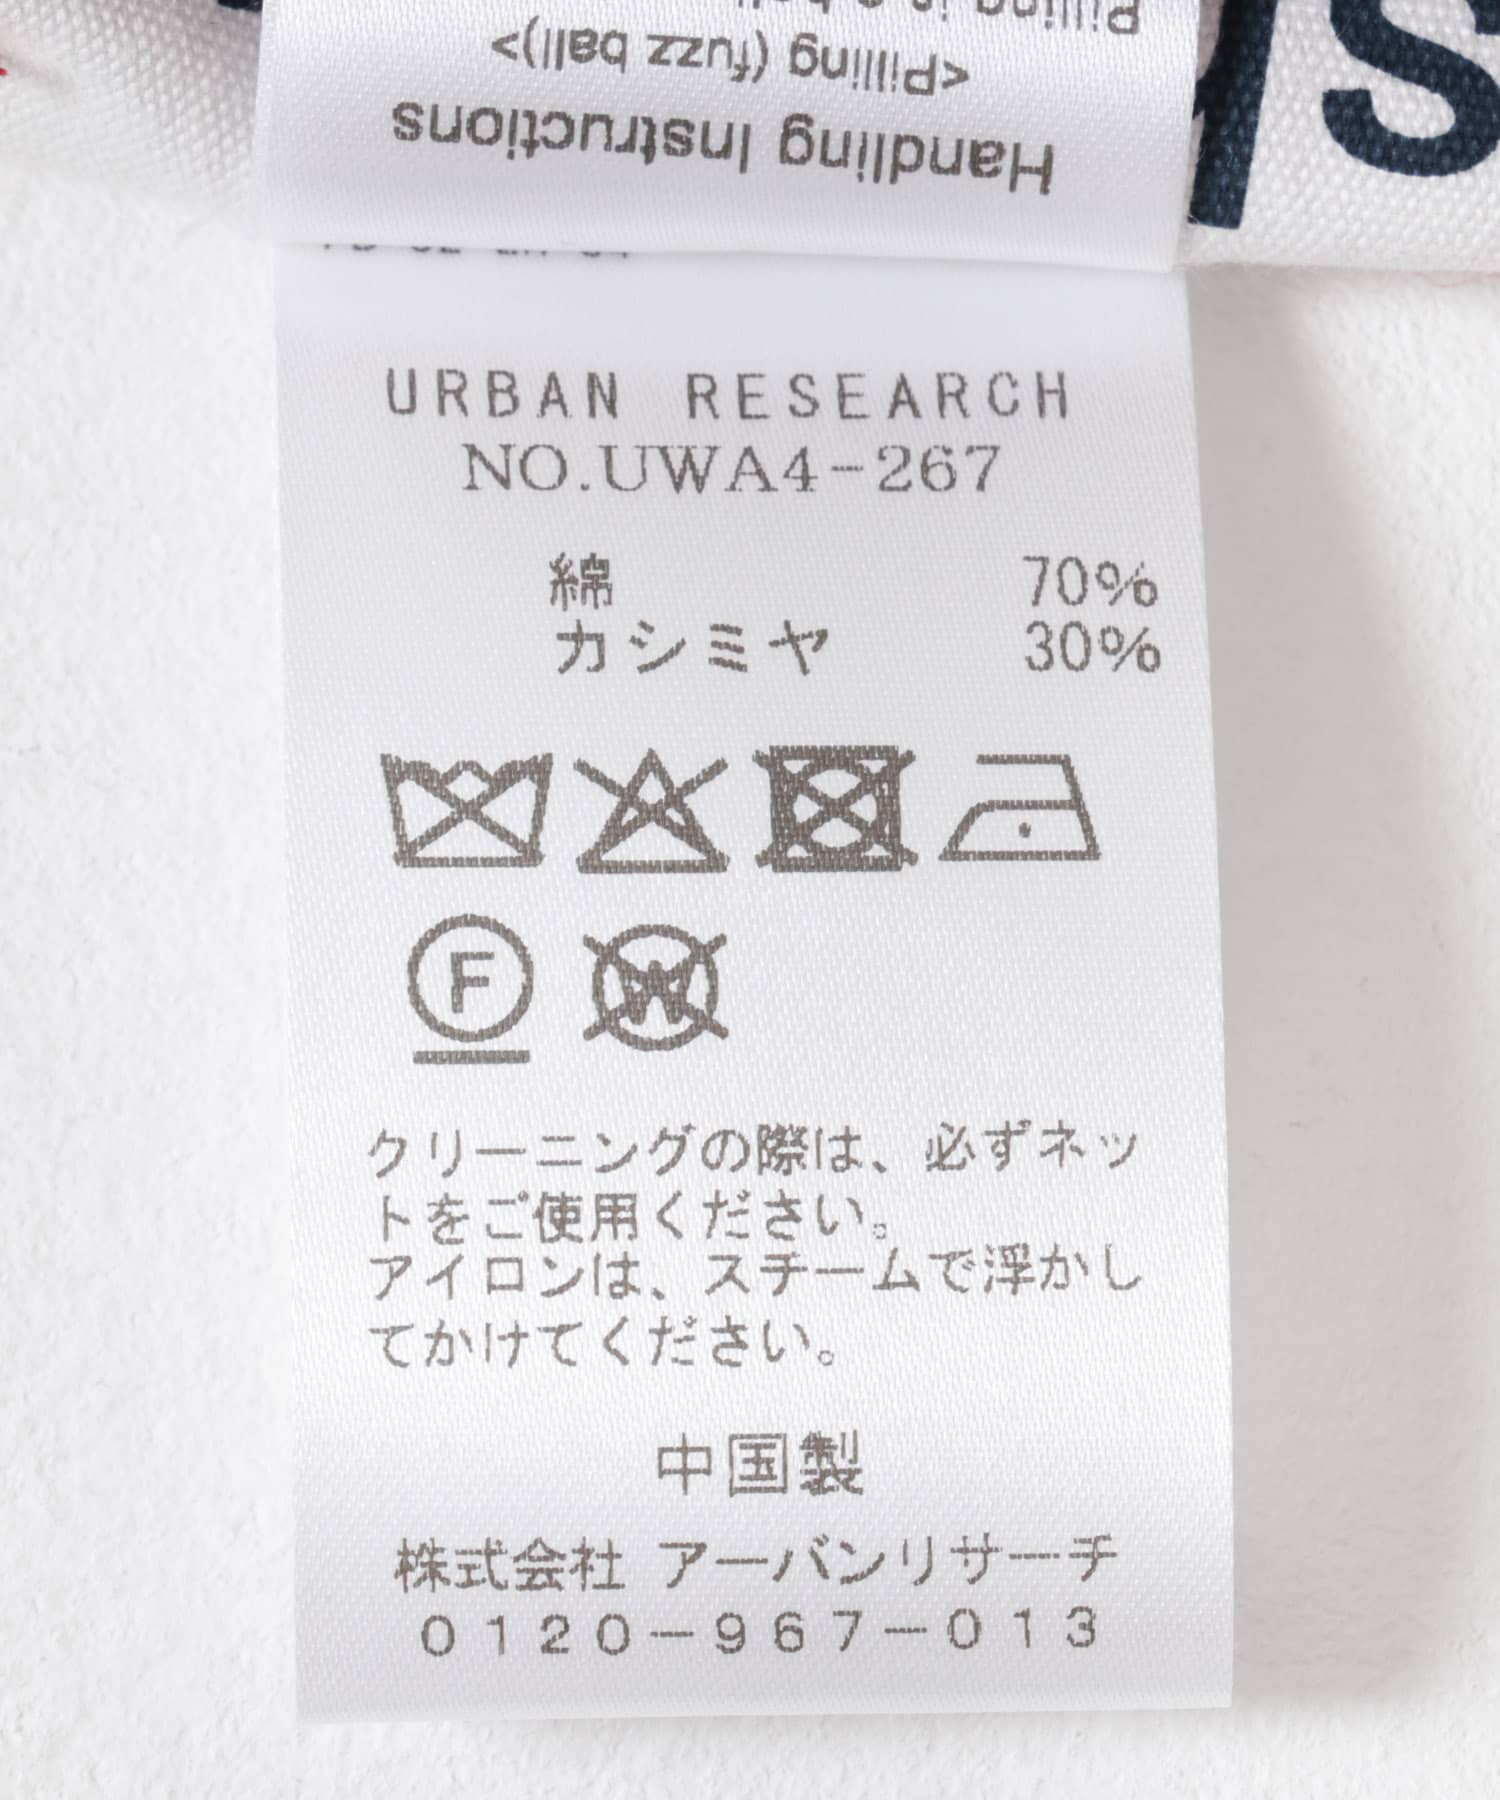 <Pilling (fuzz ball)>
Handling Instructions
URBAN RESEARCH
NO.UWA4-267
綿 70%
カシミヤ 30%
F
W
クリーニングの際は、必ずネッ
トをご使用ください。
アイロンは、スチームで浮かし
てかけてください。
中国製
株式会社 アーバンリサーチ
0120-967-013